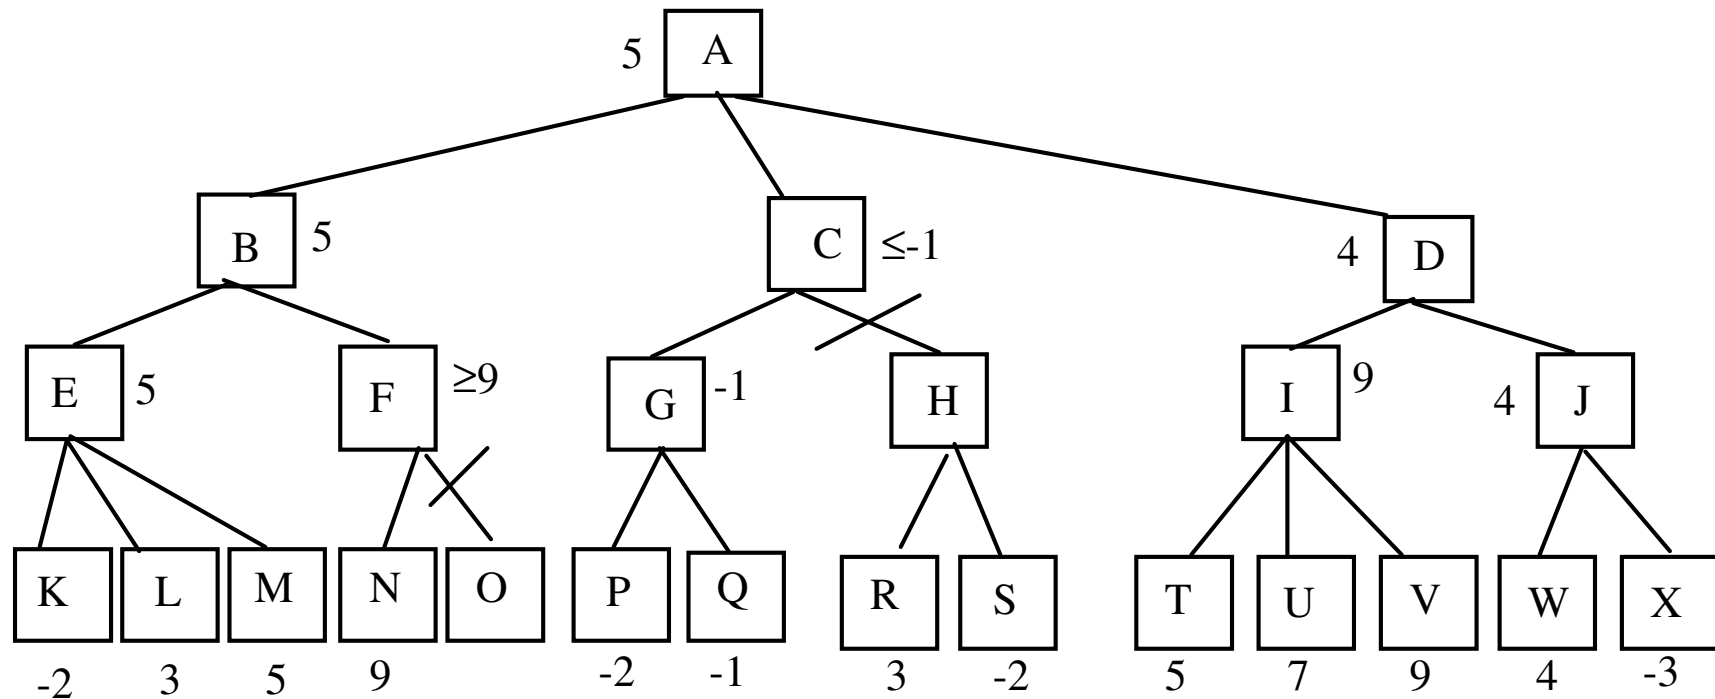 5 A
B 5 C ≤-1 4 D
E 5 F ≥9 G -1 H I 9 4 J
K L M N O P Q R S T U V W X
-2 3 5 9 -2 -1 3 -2 5 7 9 4 -3